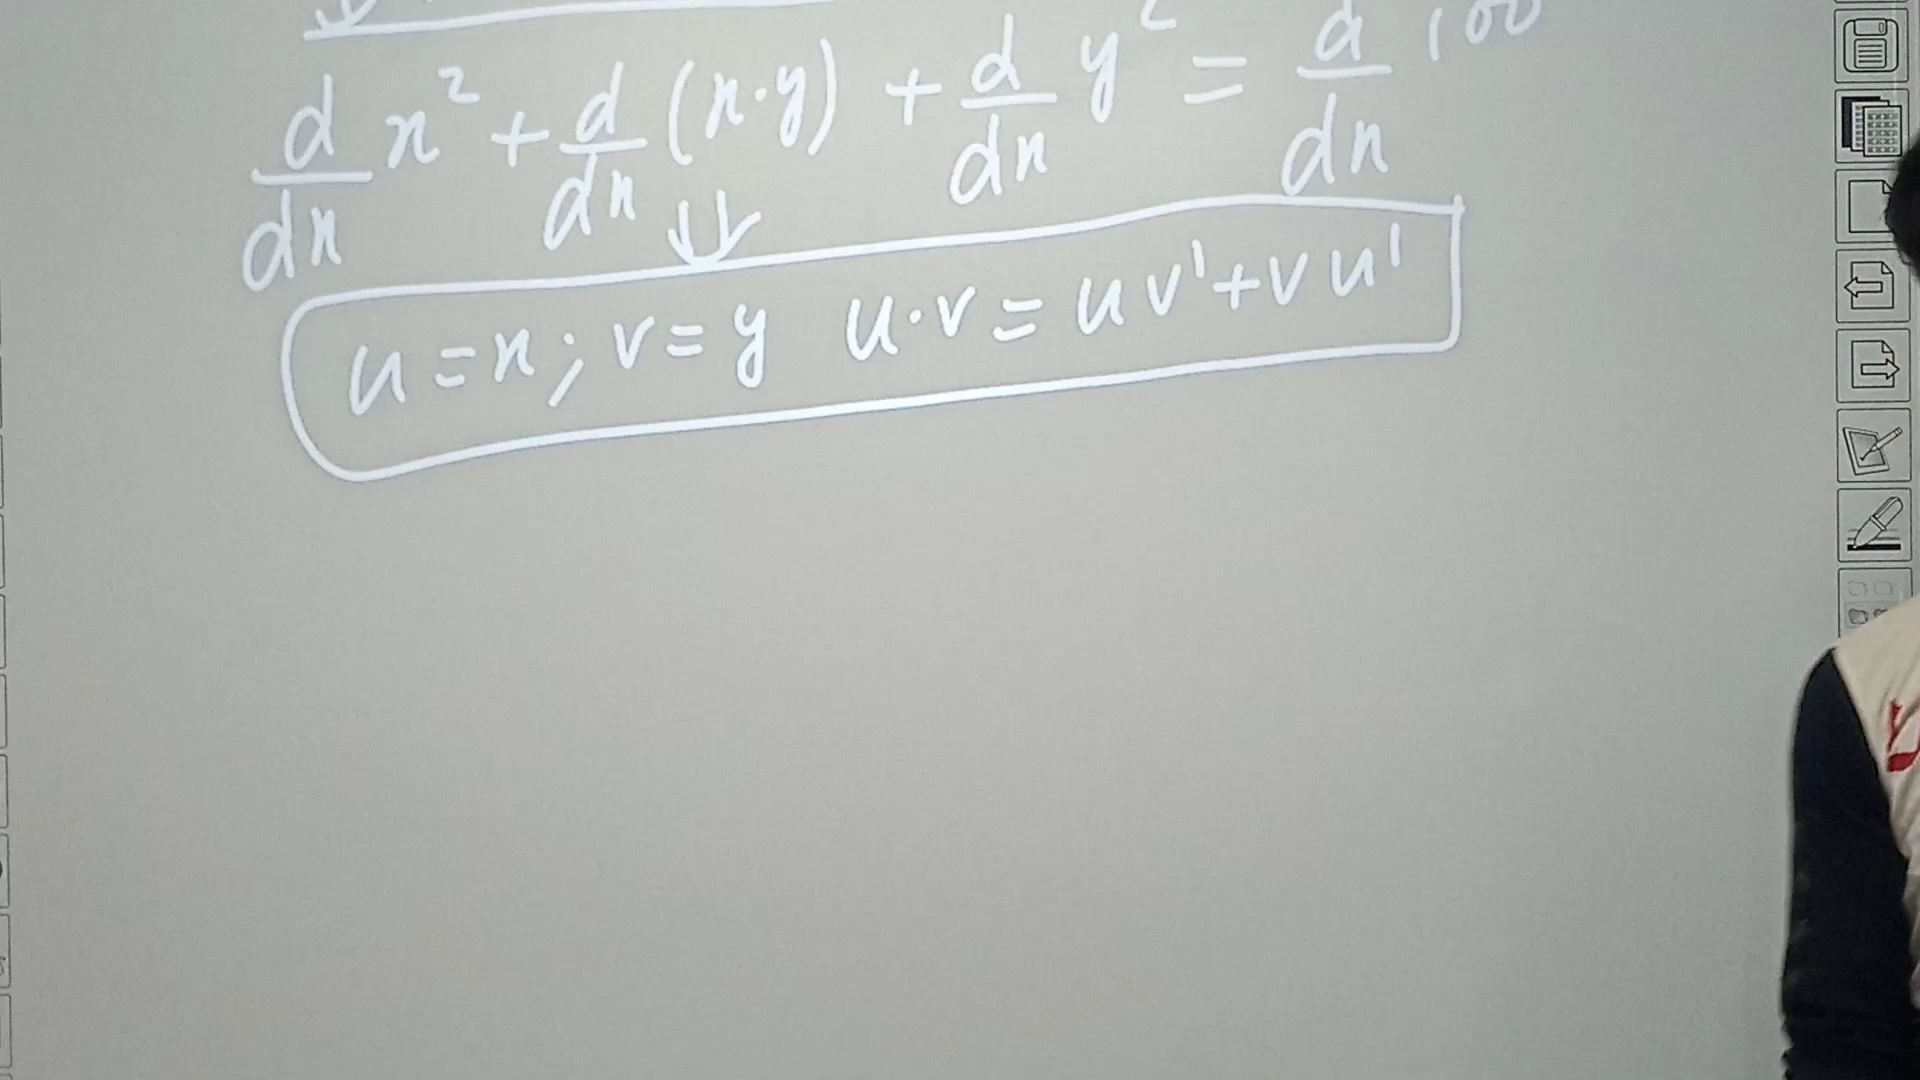 d/dx x² + d/dx (x·y) + d/dx y² = d/dx 100
u = x ; v = y u·v = uv' + vu'